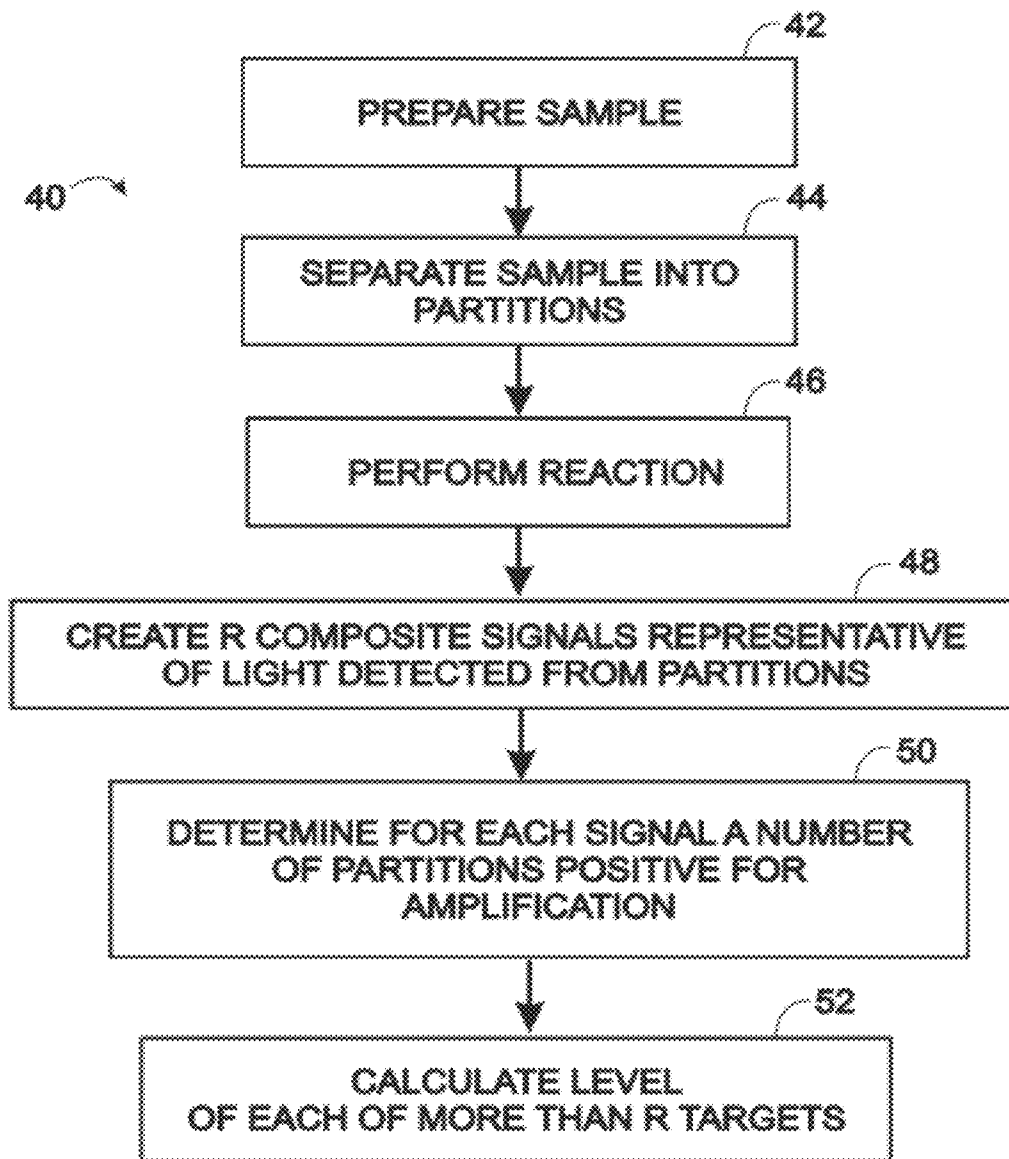 42
PREPARE SAMPLE
40
44
SEPARATE SAMPLE INTO
PARTITIONS
46
PERFORM REACTION
48
CREATE R COMPOSITE SIGNALS REPRESENTATIVE
OF LIGHT DETECTED FROM PARTITIONS
50
DETERMINE FOR EACH SIGNAL A NUMBER
OF PARTITIONS POSITIVE FOR
AMPLIFICATION
52
CALCULATE LEVEL
OF EACH OF MORE THAN R TARGETS